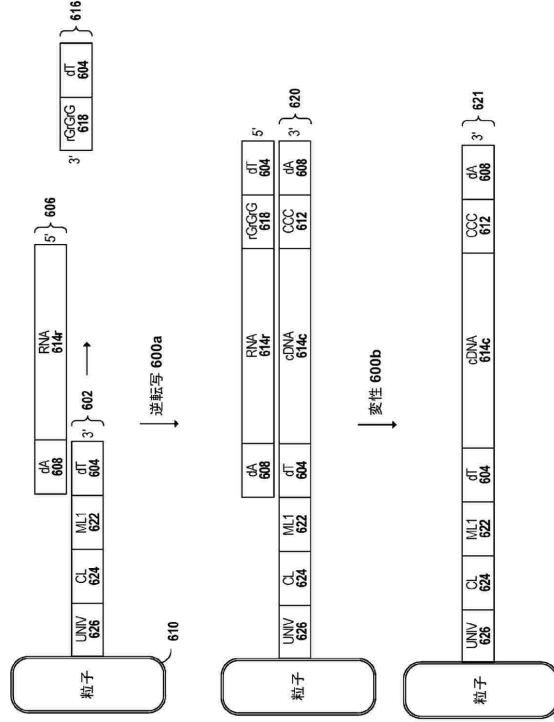 616
rGrGrG
618
dT
604
3'
606
dA
608
RNA
614r
5'
602
UNIV
626
CL
624
ML1
622
dT
604
3'
粒子
610
逆転写 600a
dA
608
RNA
614r
rGrGrG
618
dT
604
5'
UNIV
626
CL
624
ML1
622
dT
604
cDNA
614c
CCC
612
dA
608
3'
620
粒子
変性 600b
UNIV
626
CL
624
ML1
622
dT
604
cDNA
614c
CCC
612
dA
608
3'
621
粒子